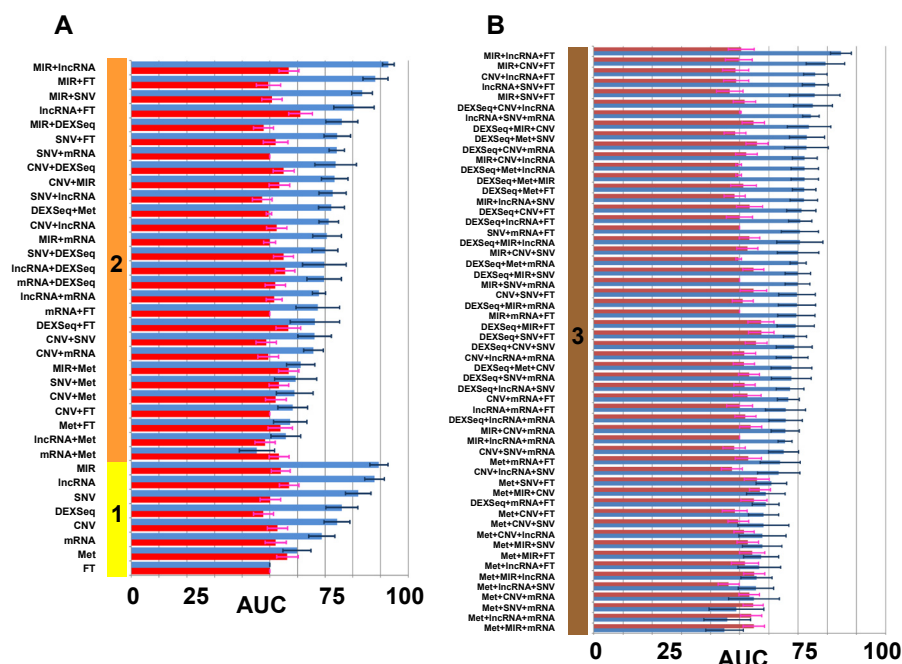 A
MIR+lncRNA
MIR+FT
MIR+SNV
lncRNA+FT
MIR+DEXSeq
SNV+FT
SNV+mRNA
CNV+DEXSeq
CNV+MIR
SNV+lncRNA
DEXSeq+Met
CNV+lncRNA
MIR+mRNA
SNV+DEXSeq
lncRNA+DEXSeq
mRNA+DEXSeq
lncRNA+mRNA
mRNA+FT
DEXSeq+FT
CNV+SNV
CNV+mRNA
MIR+Met
SNV+Met
CNV+Met
CNV+FT
Met+FT
lncRNA+Met
mRNA+Met
2
MIR
lncRNA
SNV
DEXSeq
CNV
mRNA
Met
FT
1
0 25 75 100
AUC
B
MIR+lncRNA+FT
MIR+CNV+FT
CNV+lncRNA+FT
lncRNA+SNV+FT
MIR+SNV+FT
DEXSeq+CNV+lncRNA
lncRNA+SNV+mRNA
DEXSeq+MIR+CNV
DEXSeq+Met+SNV
DEXSeq+CNV+mRNA
MIR+CNV+lncRNA
DEXSeq+Met+lncRNA
DEXSeq+Met+MIR
DEXSeq+Met+FT
MIR+lncRNA+SNV
DEXSeq+CNV+FT
DEXSeq+lncRNA+FT
SNV+mRNA+FT
DEXSeq+MIR+lncRNA
MIR+CNV+SNV
DEXSeq+Met+mRNA
DEXSeq+MIR+SNV
MIR+SNV+mRNA
CNV+SNV+FT
DEXSeq+MIR+mRNA
MIR+mRNA+FT
DEXSeq+MIR+FT
DEXSeq+SNV+FT
DEXSeq+CNV+SNV
CNV+lncRNA+mRNA
DEXSeq+Met+CNV
DEXSeq+SNV+mRNA
DEXSeq+lncRNA+SNV
CNV+mRNA+FT
lncRNA+mRNA+FT
DEXSeq+lncRNA+mRNA
MIR+CNV+mRNA
MIR+lncRNA+mRNA
CNV+SNV+mRNA
Met+mRNA+FT
CNV+lncRNA+SNV
Met+SNV+FT
Met+MIR+CNV
DEXSeq+mRNA+FT
Met+CNV+FT
Met+CNV+SNV
Met+CNV+lncRNA
Met+MIR+SNV
Met+MIR+FT
Met+lncRNA+FT
Met+MIR+lncRNA
Met+lncRNA+SNV
Met+CNV+mRNA
Met+SNV+mRNA
Met+lncRNA+mRNA
Met+MIR+mRNA
3
0 25 75 100
AUC